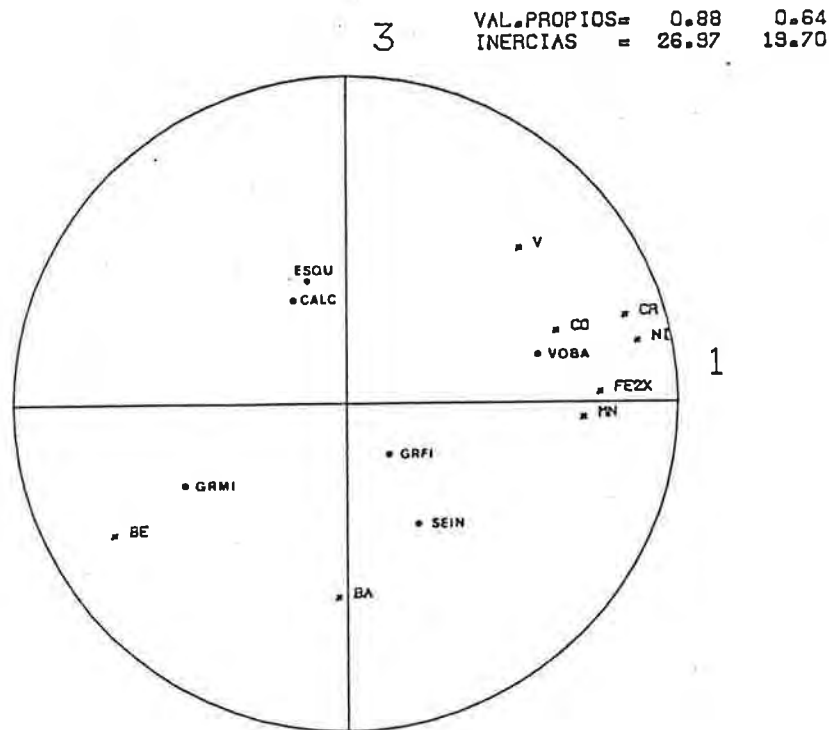 VAL.PROPIOS= 0.88 0.64
INERCIAS = 26.97 19.70
3
V
ESQU
CALC
CR
CO
NI
VOBA
1
FE2X
MN
GRFI
GRMI
SEIN
BE
BA